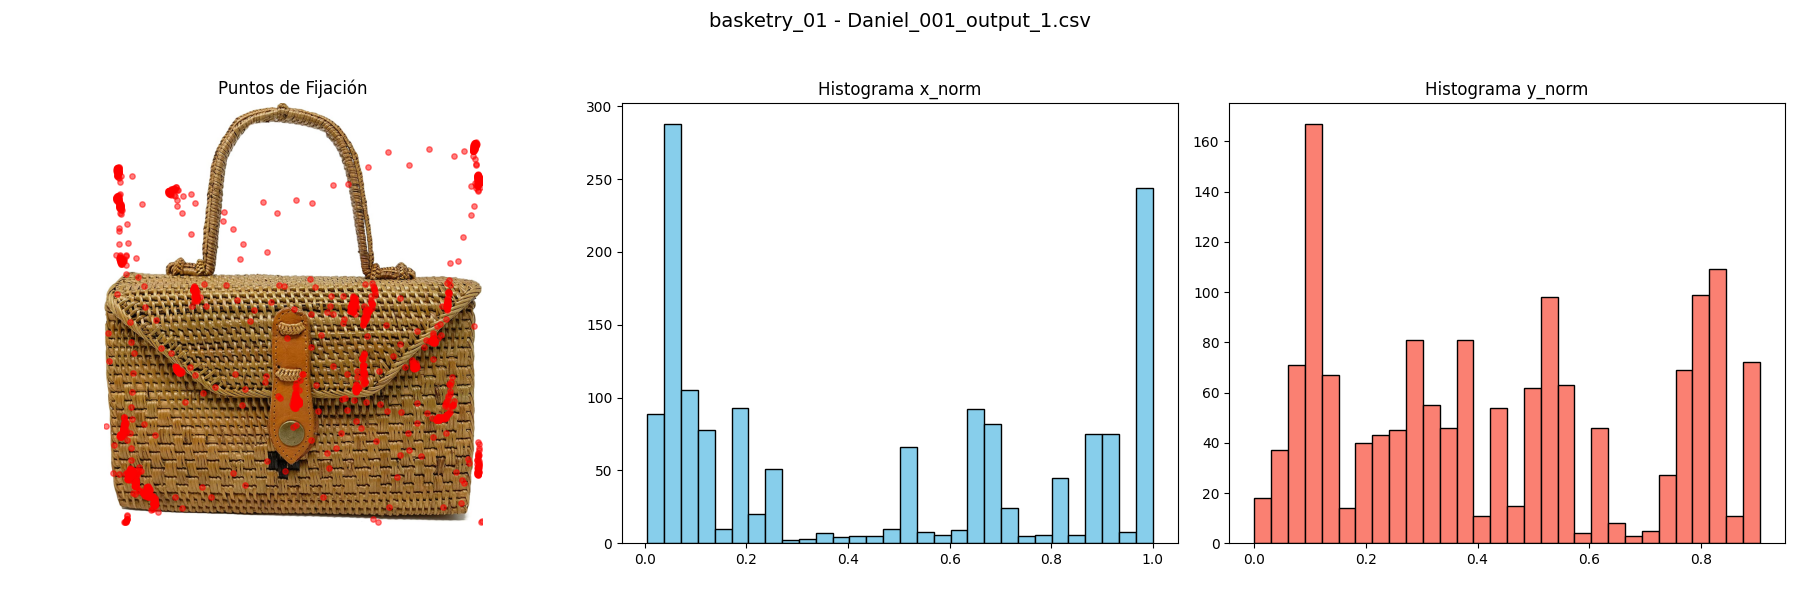 basketry_01 - Daniel_001_output_1.csv
Puntos de Fijación
Histograma x_norm
300
250
200
150
100
50
0
0.0 0.2 0.4 0.6 0.8 1.0
Histograma y_norm
160
140
120
100
80
60
40
20
0
0.0 0.2 0.4 0.6 0.8